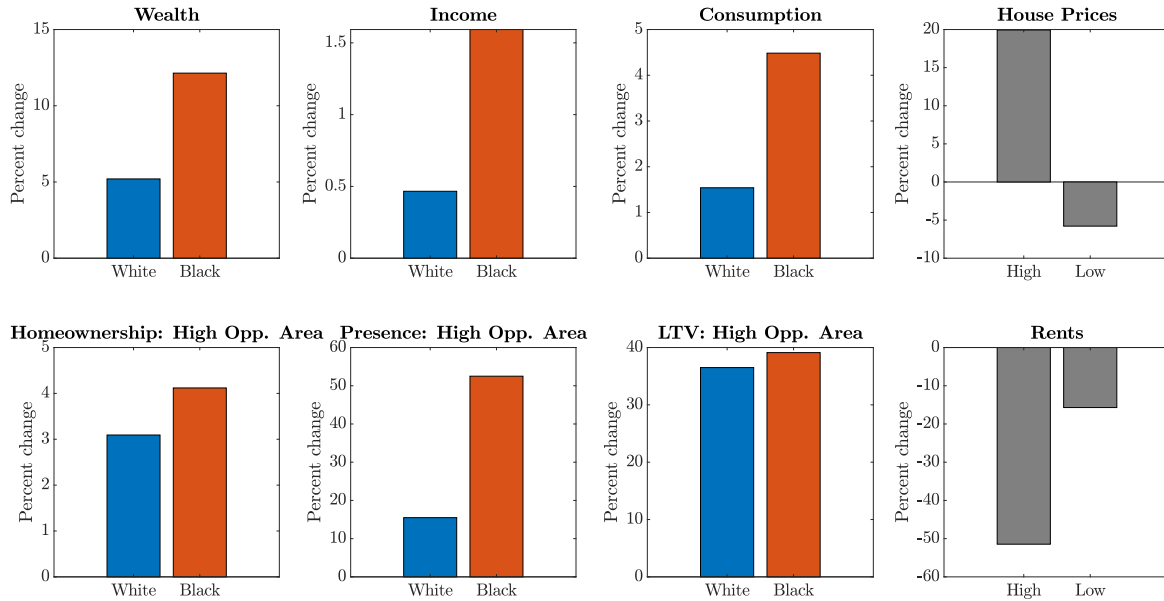 Wealth
Percent change
15
10
5
0
White Black
Income
Percent change
1.5
1
0.5
0
White Black
Consumption
Percent change
5
4
3
2
1
0
White Black
House Prices
Percent change
20
15
10
5
0
-5
-10
High Low
Homeownership: High Opp. Area
Percent change
5
4
3
2
1
0
White Black
Presence: High Opp. Area
Percent change
60
50
40
30
20
10
0
White Black
LTV: High Opp. Area
Percent change
40
30
20
10
0
White Black
Rents
Percent change
0
-10
-20
-30
-40
-50
-60
High Low